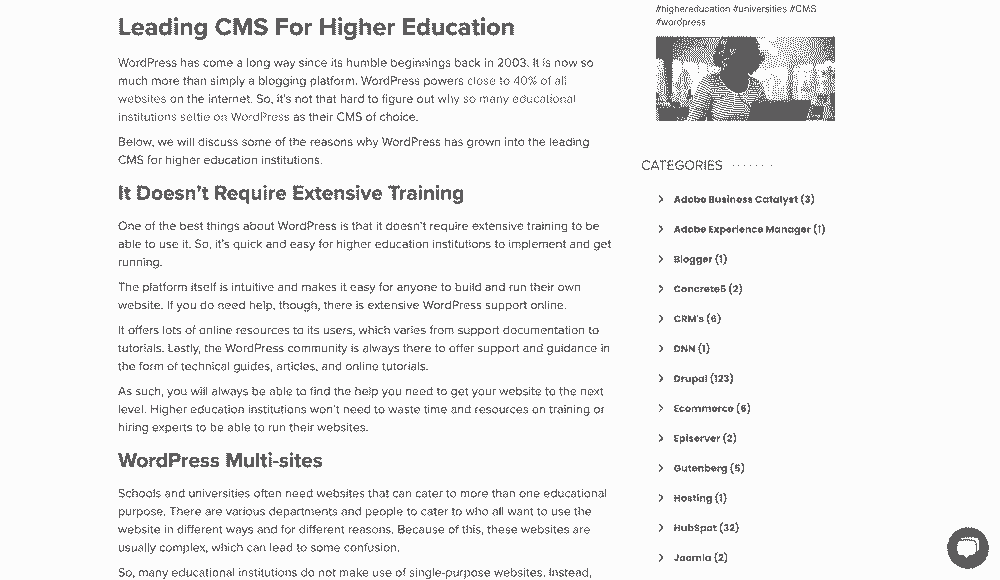 Leading CMS For Higher Education
WordPress has come a long way since its humble beginnings back in 2003. It is now so
much more than simply a blogging platform. WordPress powers close to 40% of all
websites on the internet. So, it's not that hard to figure out why so many educational
institutions settle on WordPress as their CMS of choice.
Below, we will discuss some of the reasons why WordPress has grown into the leading
CMS for higher education institutions.
It Doesn't Require Extensive Training
One of the best things about WordPress is that it doesn't require extensive training to be
able to use it. So, it's quick and easy for higher education institutions to implement and get
running.
The platform itself is intuitive and makes it easy for anyone to build and run their own
website. If you do need help, though, there is extensive WordPress support online.
It offers lots of online resources to its users, which varies from support documentation to
tutorials. Lastly, the WordPress community is always there to offer support and guidance in
the form of technical guides, articles, and online tutorials.
As such, you will always be able to find the help you need to get your website to the next
level. Higher education institutions won't need to waste time and resources on training or
hiring experts to be able to run their websites.
WordPress Multi-sites
Schools and universities often need websites that can cater to more than one educational
purpose. There are various departments and people to cater to who all want to use the
website in different ways and for different reasons. Because of this, these websites are
usually complex, which can lead to some confusion.
So, many educational institutions do not make use of single-purpose websites. Instead,
#highereducation #universities #CMS
#wordpress
CATEGORIES
Adobe Business Catalyst (3)
Adobe Experience Manager (1)
Blogger (1)
Concrete5 (2)
CRM's (6)
DNN (1)
Drupal (123)
Ecommerce (6)
Episerver (2)
Gutenberg (5)
Hosting (1)
HubSpot (32)
Joomla (2)